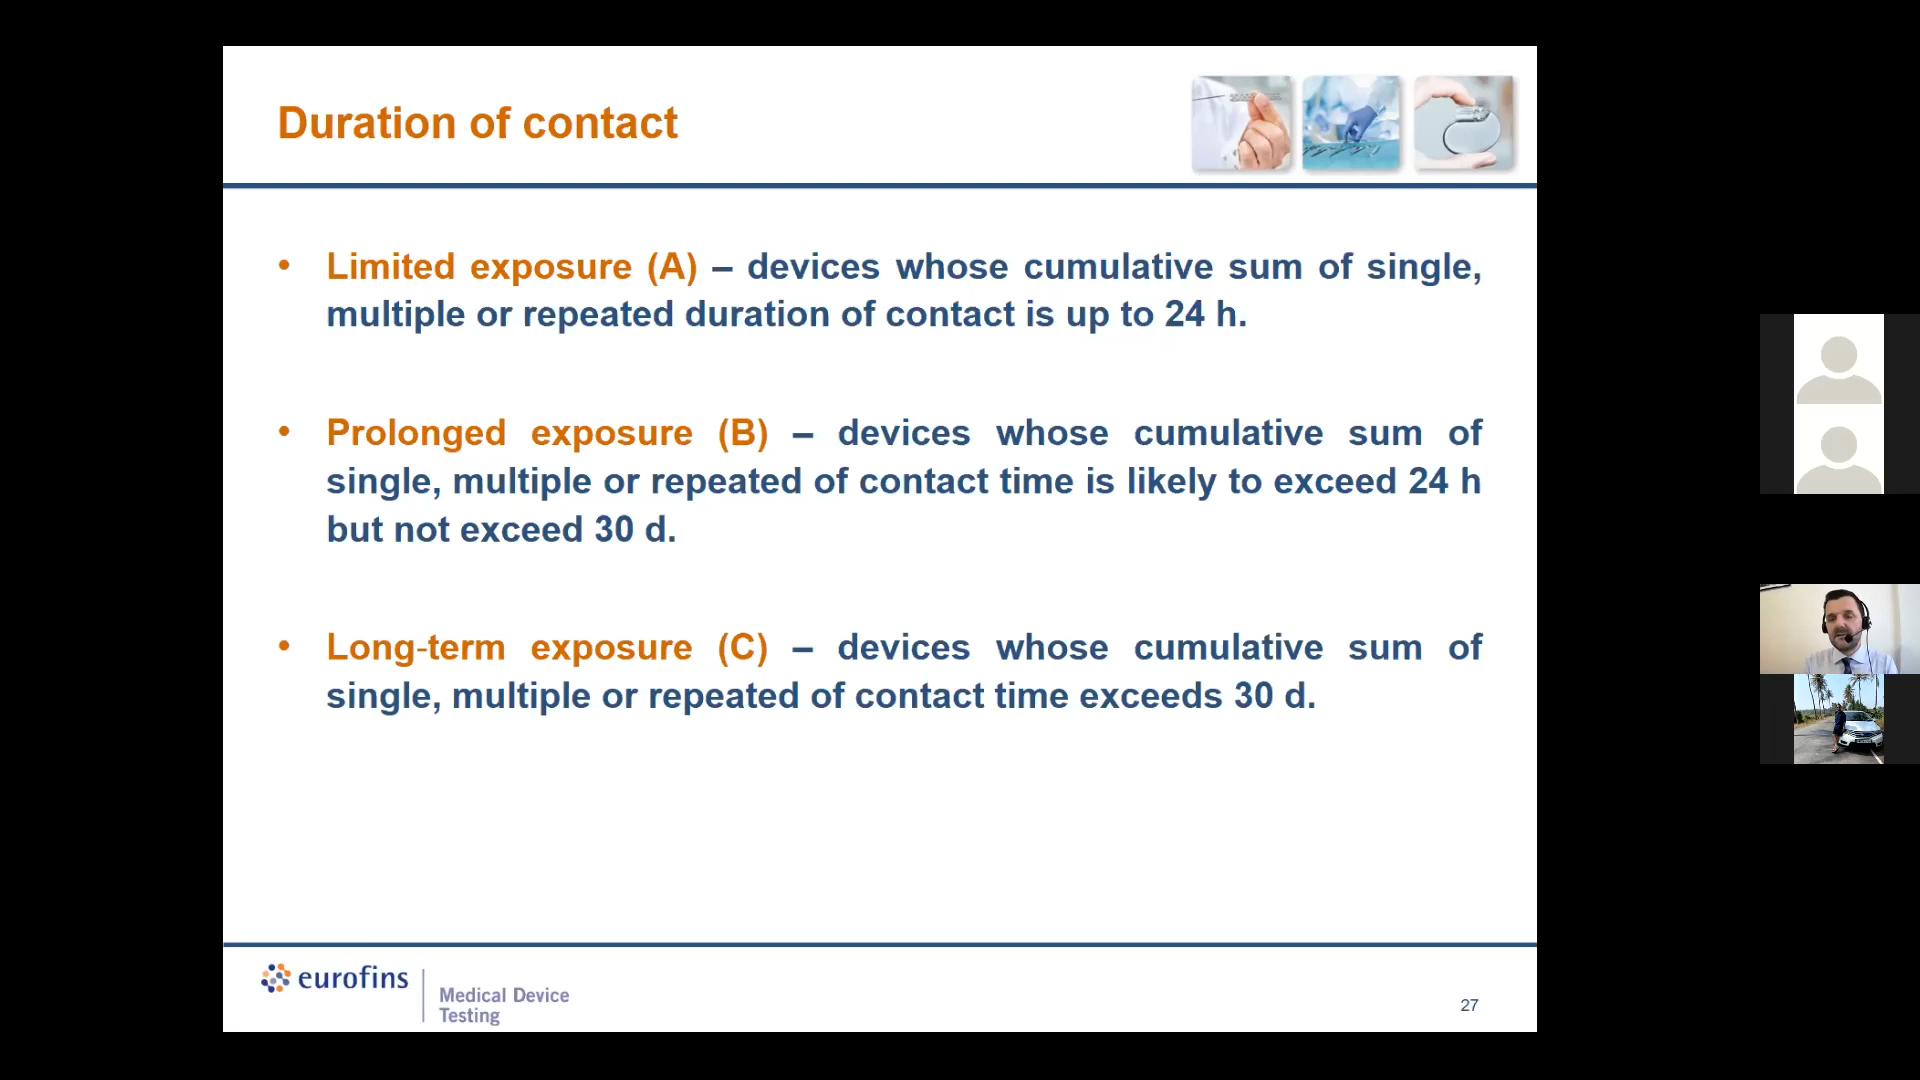 Duration of contact
• Limited exposure (A) – devices whose cumulative sum of single,
multiple or repeated duration of contact is up to 24 h.
• Prolonged exposure (B) – devices whose cumulative sum of
single, multiple or repeated of contact time is likely to exceed 24 h
but not exceed 30 d.
• Long-term exposure (C) – devices whose cumulative sum of
single, multiple or repeated of contact time exceeds 30 d.
eurofins
Medical Device
Testing
27